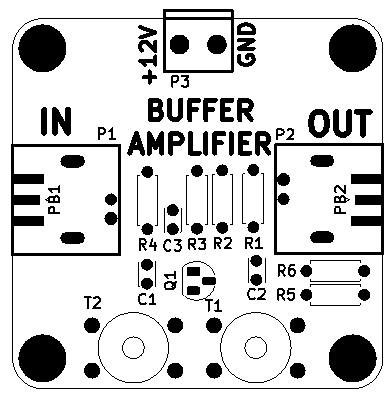 +12V GND
P3
BUFFER
AMPLIFIER
IN OUT
P1 P2
PB1 PB2
R4 C3 R3 R2 R1
C1 Q1 C2 R6
R5
T2 T1